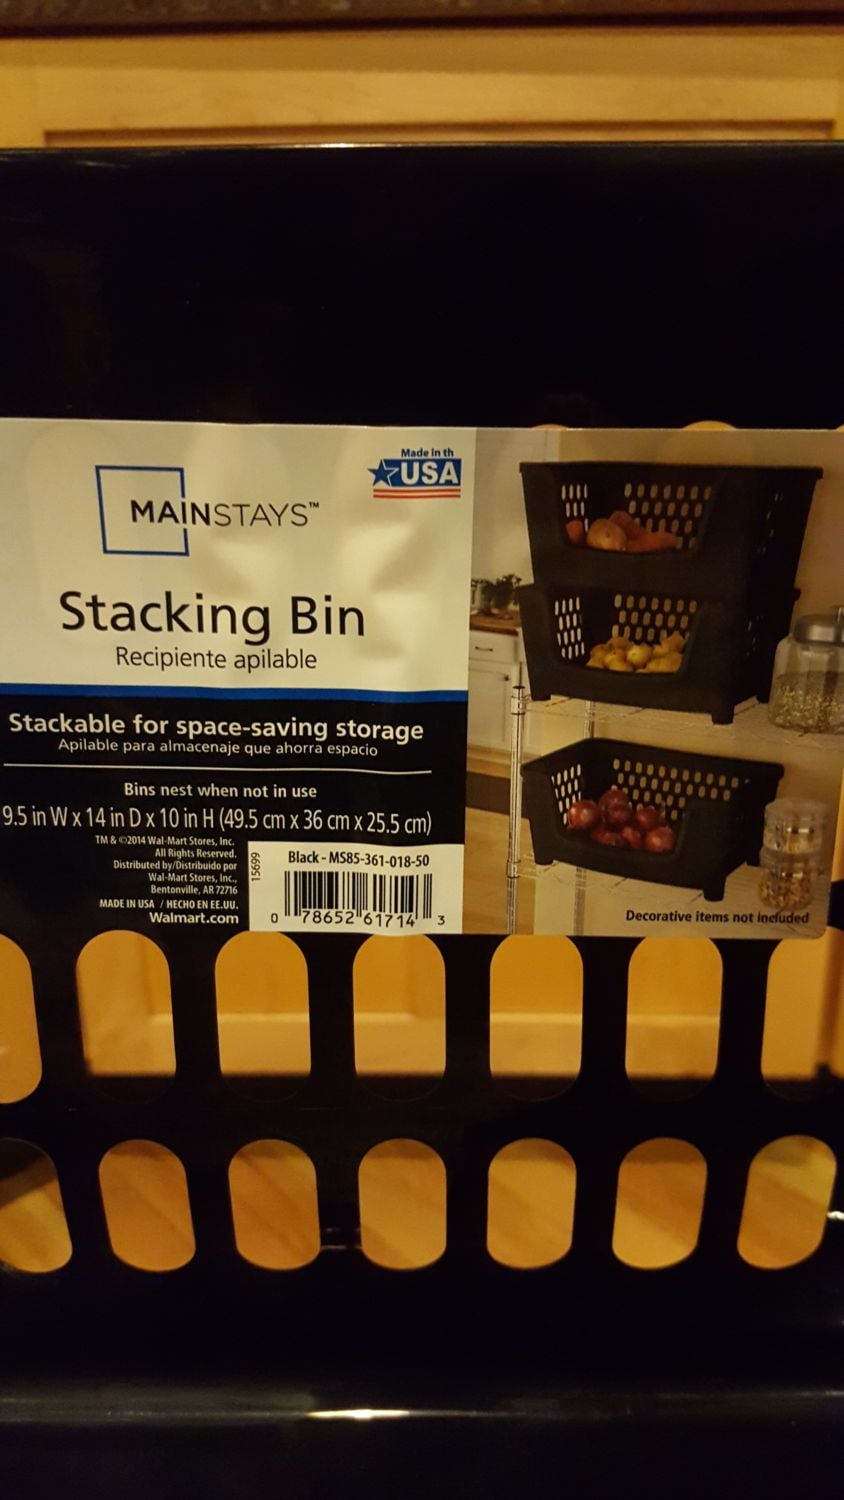 Made in th
USA
MAINSTAYS™
Stacking Bin
Recipiente apilable
Stackable for space-saving storage
Apilable para almacenaje que ahorra espacio
Bins nest when not in use
9.5 in W x 14 in D x 10 in H (49.5 cm x 36 cm x 25.5 cm)
TM & ©2014 Wal-Mart Stores, Inc.
All Rights Reserved.
Distributed by/Distribuido por
Wal-Mart Stores, Inc.,
Bentonville, AR 72716
MADE IN USA / HECHO EN EE.UU.
Walmart.com
15699
Black - MS85-361-018-50
0 78652 61714 3
Decorative items not included